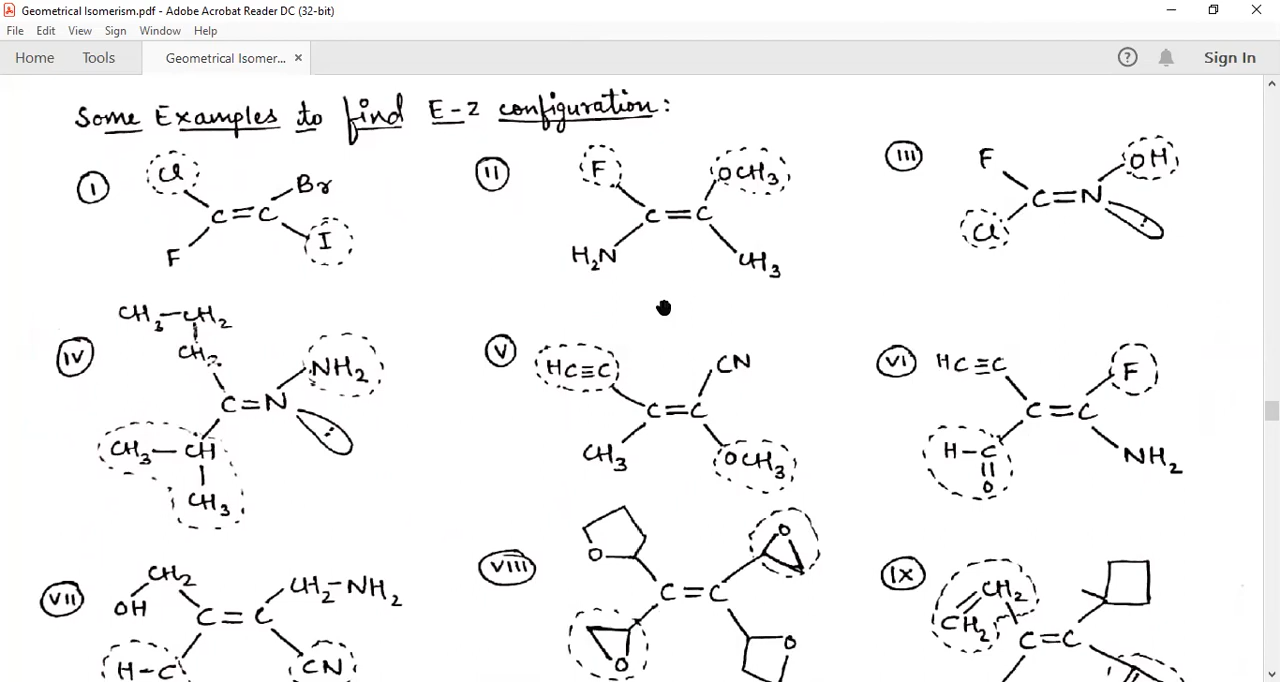 Geometrical Isomerism.pdf - Adobe Acrobat Reader DC (32-bit)
File Edit View Sign Window Help
Home Tools Geometrical Isomer... × ? Sign In
Some Examples to find E-Z configuration:
I Cl Br C=C F I
II F OCH3 C=C H2N CH3
III F OH C=N Cl
IV CH3-CH2 CH2 NH2 C=N CH3-CH CH3
V HC≡C CN C=C CH3 OCH3
VI HC≡C F C=C H-C=O NH2
VII CH2 OH CH2-NH2 C=C H-C CN
VIII O O C=C O O
IX CH2 CH2 C=C